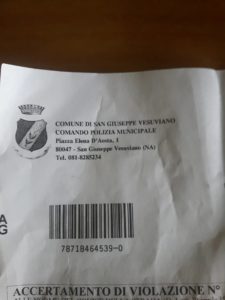 COMUNE DI SAN GIUSEPPE VESUVIANO
COMANDO POLIZIA MUNICIPALE
Piazza Elena D'Aosta, 1
80047 - San Giuseppe Vesuviano (NA)
Tel. 081-8285234
A
G
78718464539-0
ACCERTAMENTO DI VIOLAZIONE N°